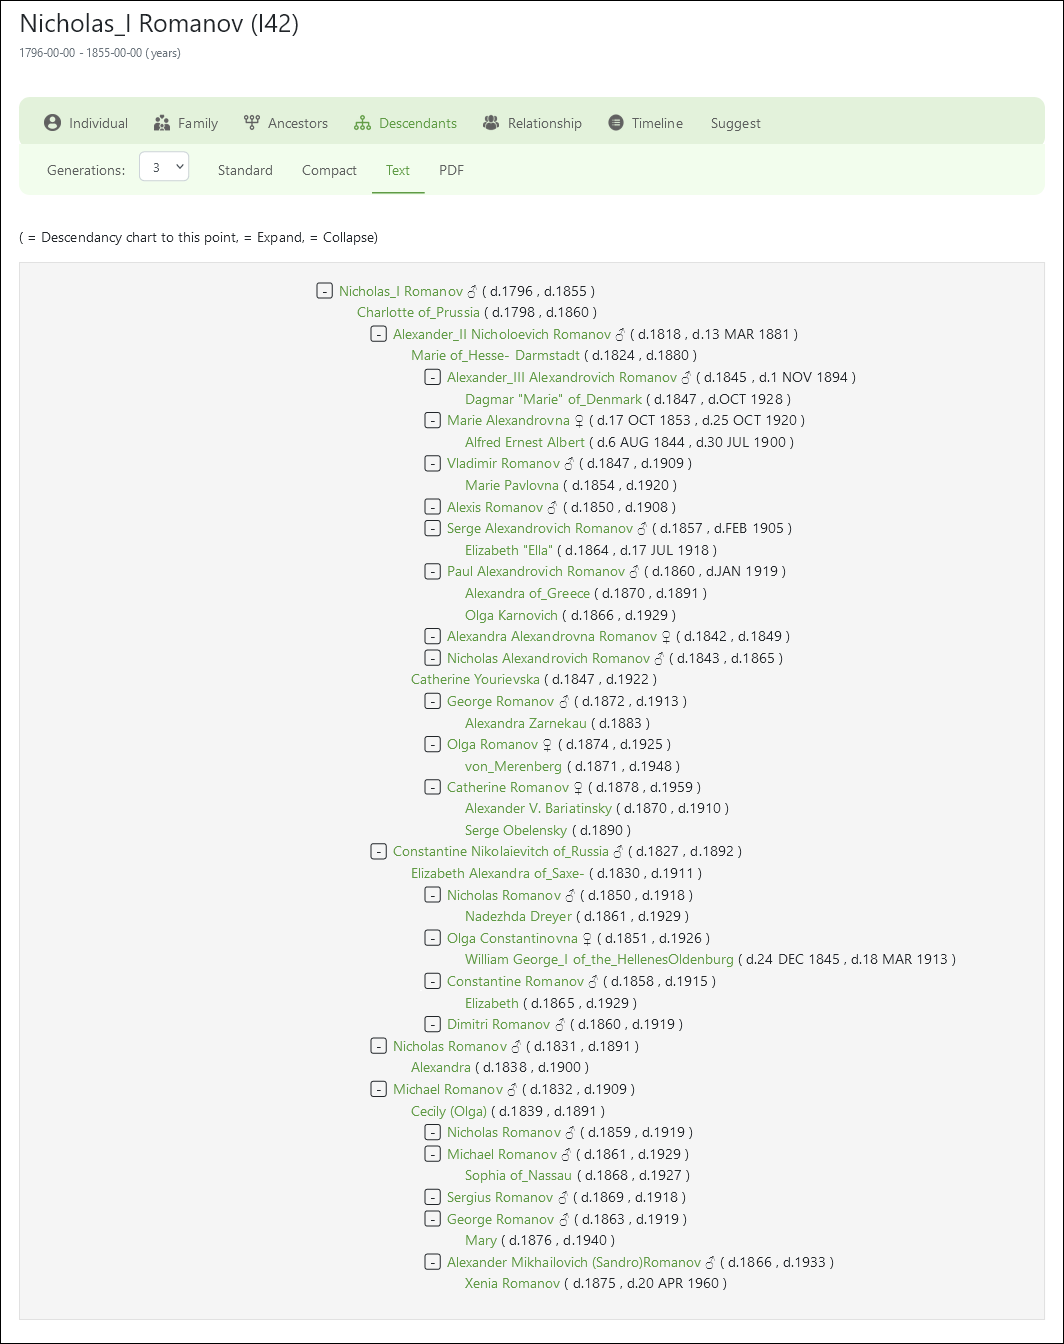 Nicholas_I Romanov (I42)
1796-00-00 - 1855-00-00 (years)
Individual Family Ancestors Descendants Relationship Timeline Suggest
Generations: 3 Standard Compact Text PDF
( = Descendancy chart to this point, = Expand, = Collapse)
- Nicholas_I Romanov ♂ ( d.1796 , d.1855 )
Charlotte of_Prussia ( d.1798 , d.1860 )
- Alexander_II Nicholoevich Romanov ♂ ( d.1818 , d.13 MAR 1881 )
Marie of_Hesse- Darmstadt ( d.1824 , d.1880 )
- Alexander_III Alexandrovich Romanov ♂ ( d.1845 , d.1 NOV 1894 )
Dagmar "Marie" of_Denmark ( d.1847 , d.OCT 1928 )
- Marie Alexandrovna ♀ ( d.17 OCT 1853 , d.25 OCT 1920 )
Alfred Ernest Albert ( d.6 AUG 1844 , d.30 JUL 1900 )
- Vladimir Romanov ♂ ( d.1847 , d.1909 )
Marie Pavlovna ( d.1854 , d.1920 )
- Alexis Romanov ♂ ( d.1850 , d.1908 )
- Serge Alexandrovich Romanov ♂ ( d.1857 , d.FEB 1905 )
Elizabeth "Ella" ( d.1864 , d.17 JUL 1918 )
- Paul Alexandrovich Romanov ♂ ( d.1860 , d.JAN 1919 )
Alexandra of_Greece ( d.1870 , d.1891 )
Olga Karnovich ( d.1866 , d.1929 )
- Alexandra Alexandrovna Romanov ♀ ( d.1842 , d.1849 )
- Nicholas Alexandrovich Romanov ♂ ( d.1843 , d.1865 )
Catherine Yourievska ( d.1847 , d.1922 )
- George Romanov ♂ ( d.1872 , d.1913 )
Alexandra Zarnekau ( d.1883 )
- Olga Romanov ♀ ( d.1874 , d.1925 )
von_Merenberg ( d.1871 , d.1948 )
- Catherine Romanov ♀ ( d.1878 , d.1959 )
Alexander V. Bariatinsky ( d.1870 , d.1910 )
Serge Obelensky ( d.1890 )
- Constantine Nikolaievitch of_Russia ♂ ( d.1827 , d.1892 )
Elizabeth Alexandra of_Saxe- ( d.1830 , d.1911 )
- Nicholas Romanov ♂ ( d.1850 , d.1918 )
Nadezhda Dreyer ( d.1861 , d.1929 )
- Olga Constantinovna ♀ ( d.1851 , d.1926 )
William George_I of_the_HellenesOldenburg ( d.24 DEC 1845 , d.18 MAR 1913 )
- Constantine Romanov ♂ ( d.1858 , d.1915 )
Elizabeth ( d.1865 , d.1929 )
- Dimitri Romanov ♂ ( d.1860 , d.1919 )
- Nicholas Romanov ♂ ( d.1831 , d.1891 )
Alexandra ( d.1838 , d.1900 )
- Michael Romanov ♂ ( d.1832 , d.1909 )
Cecily (Olga) ( d.1839 , d.1891 )
- Nicholas Romanov ♂ ( d.1859 , d.1919 )
- Michael Romanov ♂ ( d.1861 , d.1929 )
Sophia of_Nassau ( d.1868 , d.1927 )
- Sergius Romanov ♂ ( d.1869 , d.1918 )
- George Romanov ♂ ( d.1863 , d.1919 )
Mary ( d.1876 , d.1940 )
- Alexander Mikhailovich (Sandro)Romanov ♂ ( d.1866 , d.1933 )
Xenia Romanov ( d.1875 , d.20 APR 1960 )